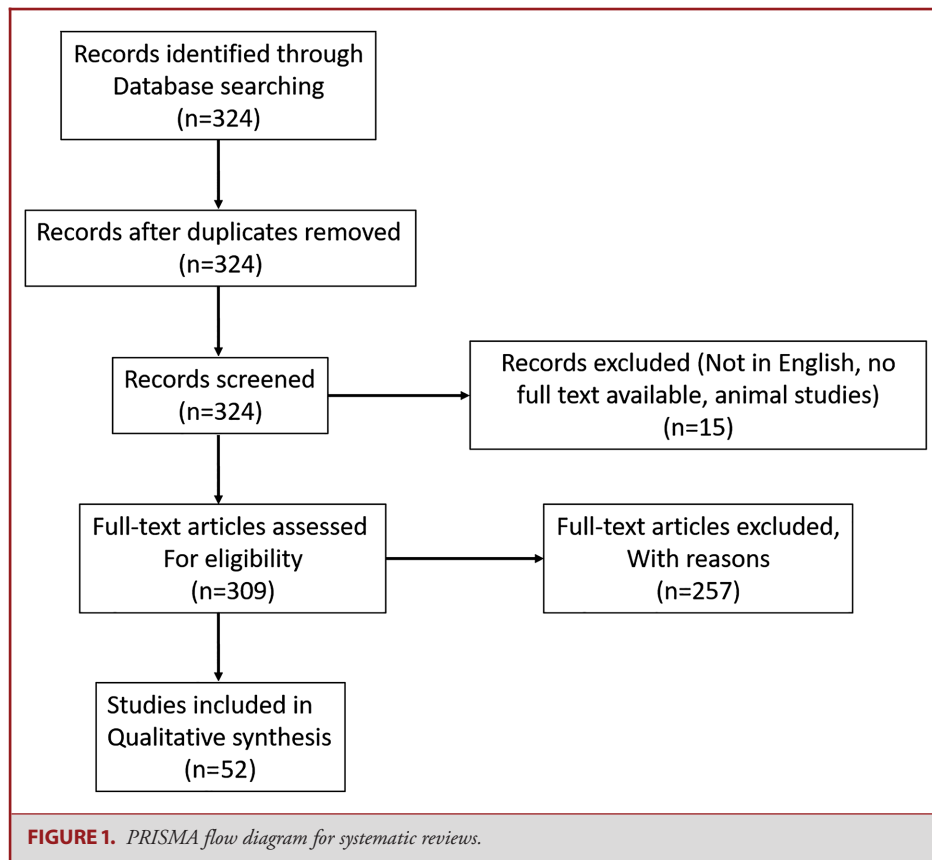 Records identified through
Database searching
(n=324)
Records after duplicates removed
(n=324)
Records screened
(n=324)
Records excluded (Not in English, no
full text available, animal studies)
(n=15)
Full-text articles assessed
For eligibility
(n=309)
Full-text articles excluded,
With reasons
(n=257)
Studies included in
Qualitative synthesis
(n=52)
FIGURE 1. PRISMA flow diagram for systematic reviews.